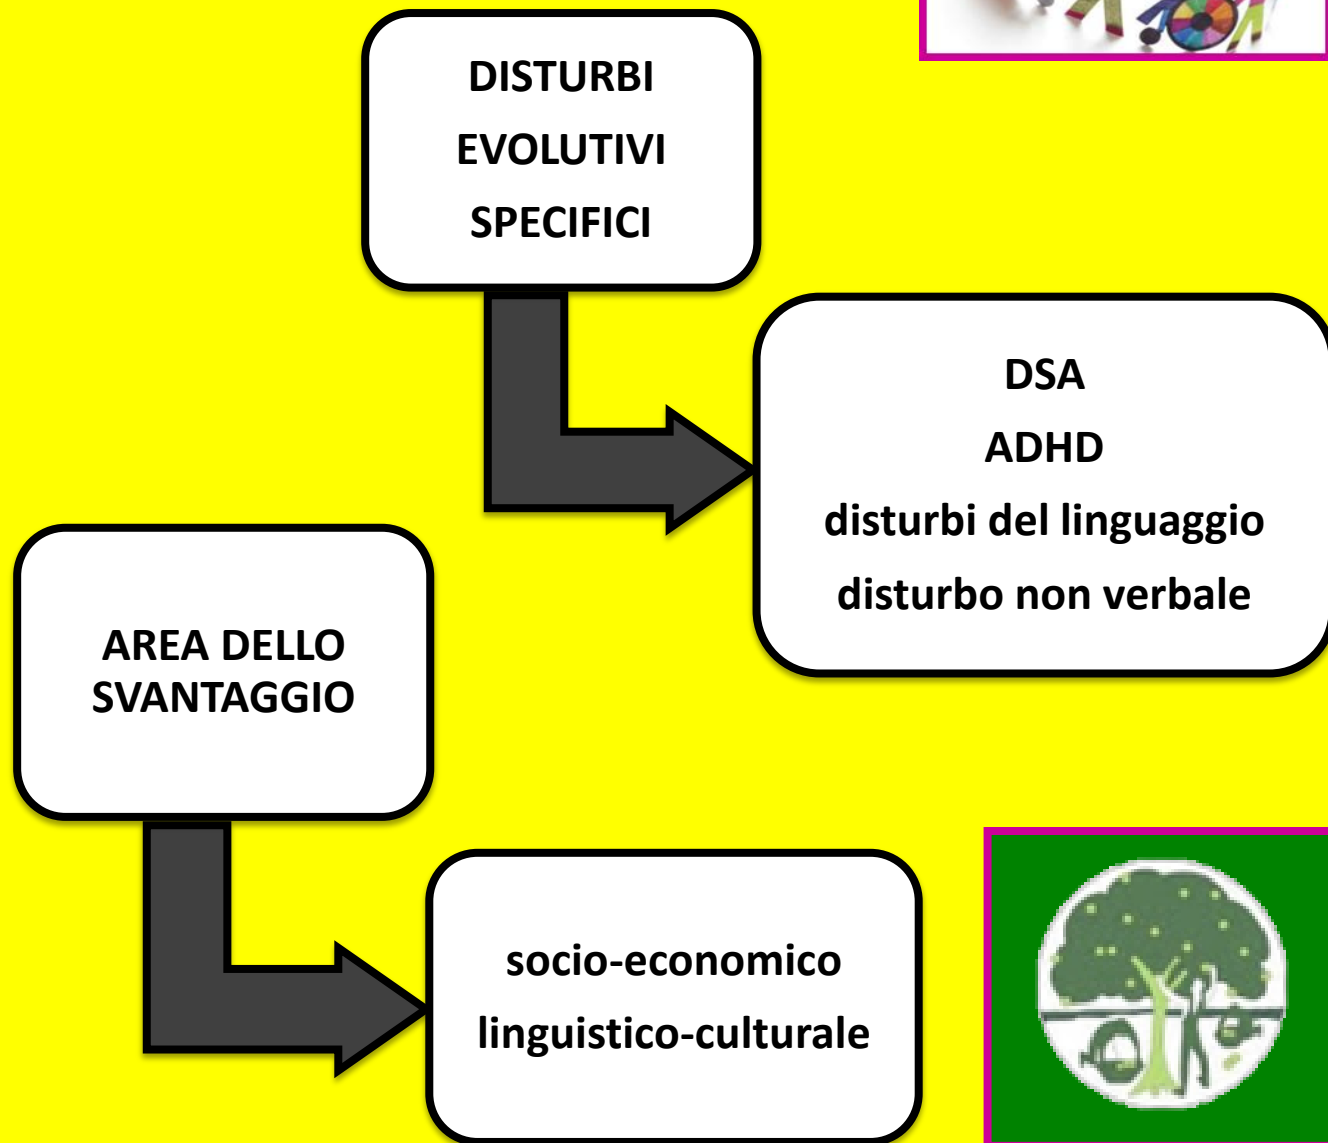 DISTURBI
EVOLUTIVI
SPECIFICI
DSA
ADHD
disturbi del linguaggio
disturbo non verbale
AREA DELLO
SVANTAGGIO
socio-economico
linguistico-culturale